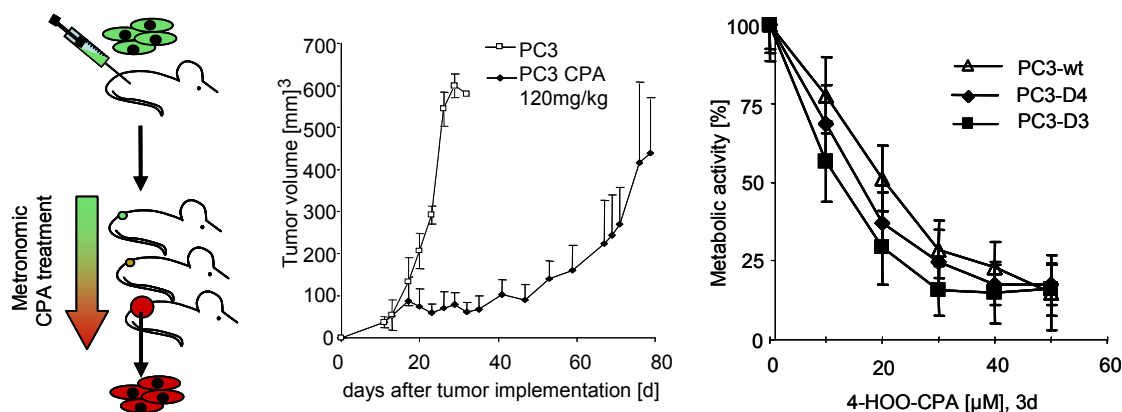 Metronomic
CPA treatment
Tumor volume [mm]3
700
600
500
400
300
200
100
0
0
20
40
60
80
days after tumor implementation [d]
PC3
PC3 CPA
120mg/kg
Metabolic activity [%]
100
75
50
25
0
0
20
40
60
4-HOO-CPA [µM], 3d
PC3-wt
PC3-D4
PC3-D3